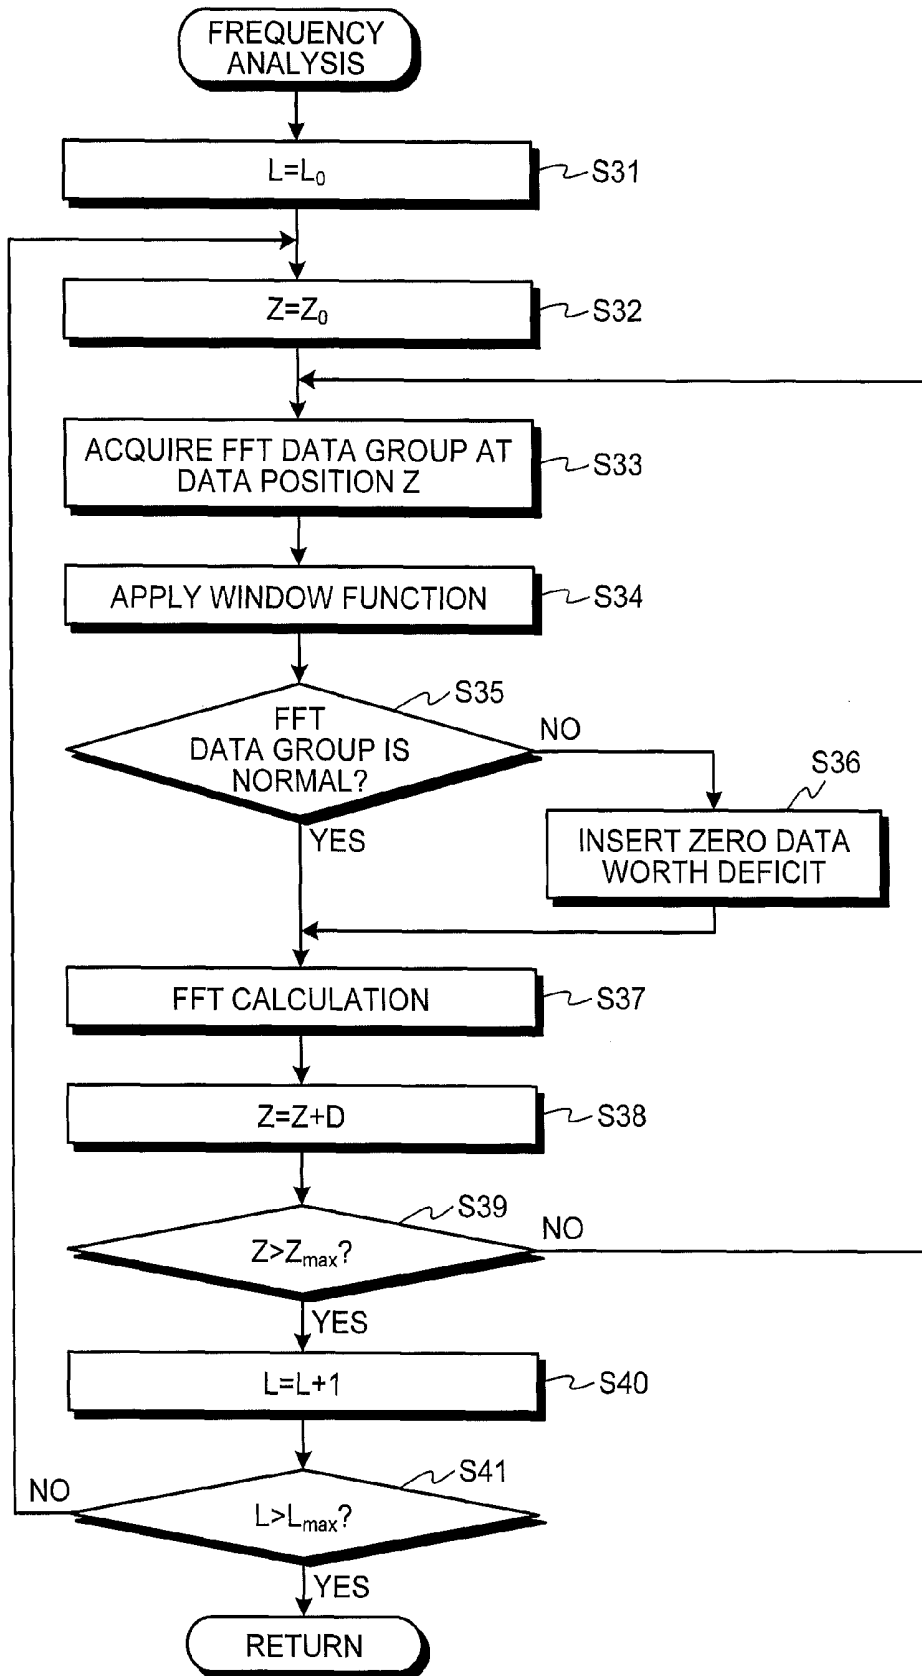 FREQUENCY
ANALYSIS
L=L₀
S31
Z=Z₀
S32
ACQUIRE FFT DATA GROUP AT
DATA POSITION Z
S33
APPLY WINDOW FUNCTION
S34
S35
FFT
DATA GROUP IS
NORMAL?
NO
YES
S36
INSERT ZERO DATA
WORTH DEFICIT
FFT CALCULATION
S37
Z=Z+D
S38
S39
Z>Zmax?
NO
YES
L=L+1
S40
S41
L>Lmax?
NO
YES
RETURN